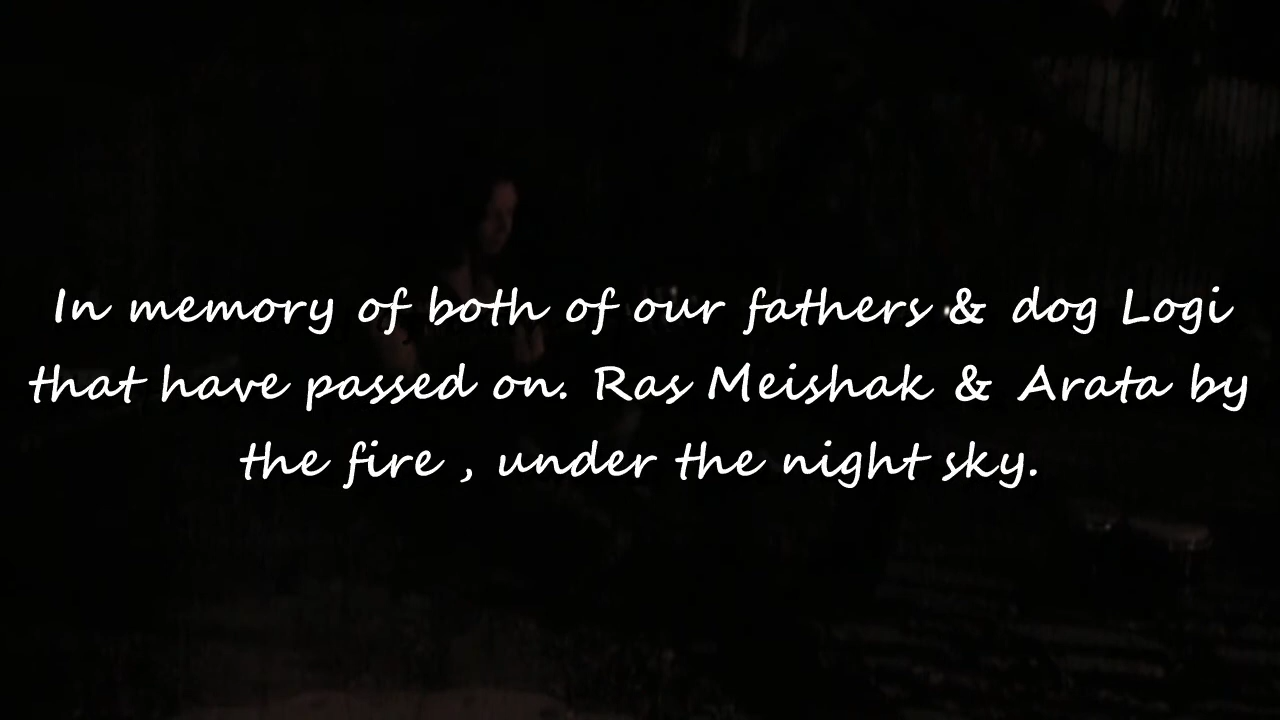 In memory of both of our fathers & dog Logi
that have passed on. Ras Meishak & Arata by
the fire , under the night sky.